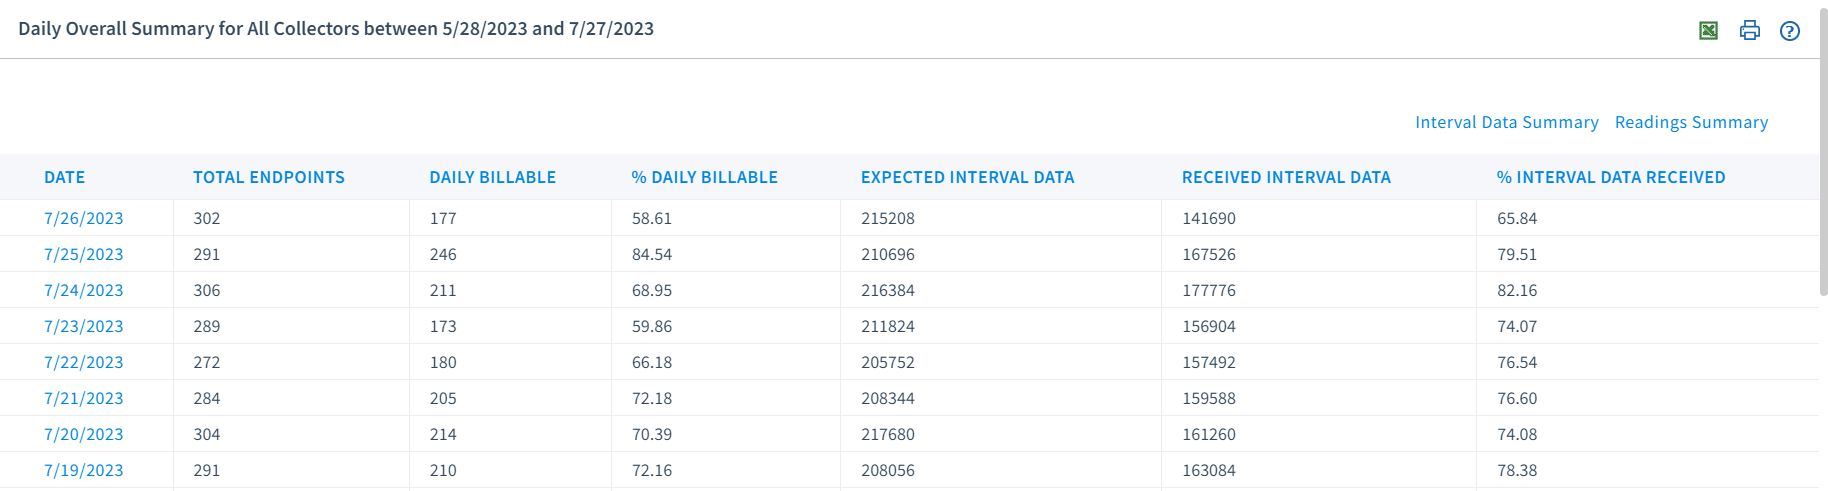 Daily Overall Summary for All Collectors between 5/28/2023 and 7/27/2023
Interval Data Summary Readings Summary
DATE TOTAL ENDPOINTS DAILY BILLABLE % DAILY BILLABLE EXPECTED INTERVAL DATA RECEIVED INTERVAL DATA % INTERVAL DATA RECEIVED
7/26/2023 302 177 58.61 215208 141690 65.84
7/25/2023 291 246 84.54 210696 167526 79.51
7/24/2023 306 211 68.95 216384 177776 82.16
7/23/2023 289 173 59.86 211824 156904 74.07
7/22/2023 272 180 66.18 205752 157492 76.54
7/21/2023 284 205 72.18 208344 159588 76.60
7/20/2023 304 214 70.39 217680 161260 74.08
7/19/2023 291 210 72.16 208056 163084 78.38